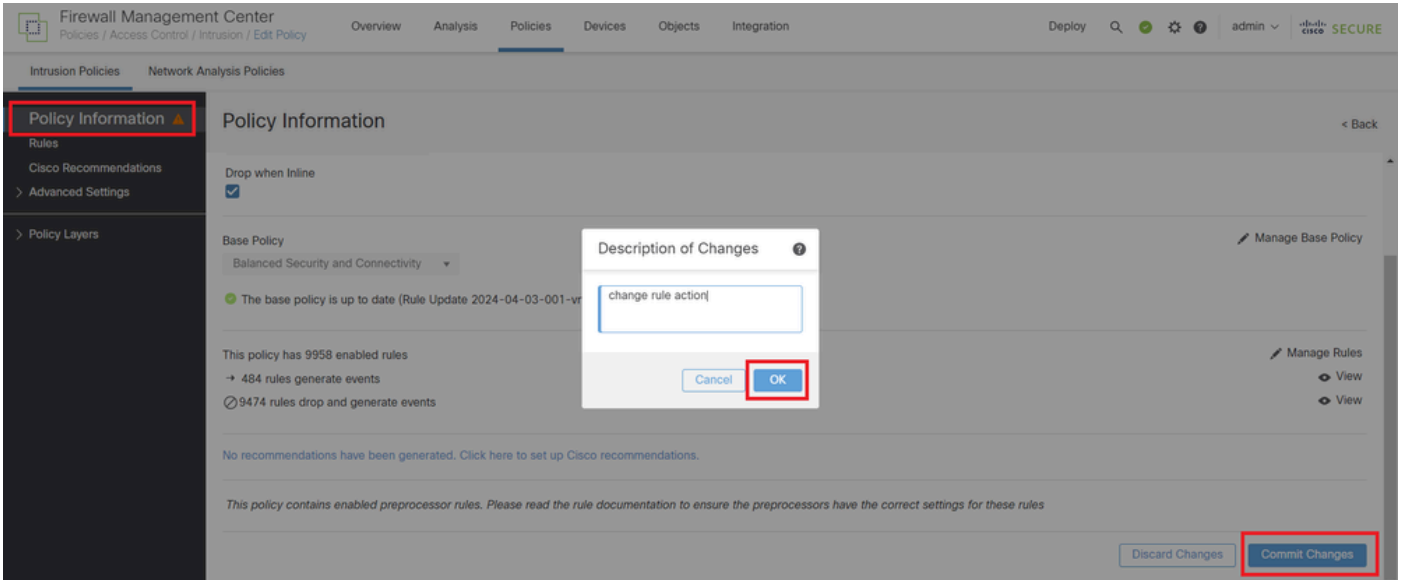 Firewall Management Center
Policies / Access Control / Intrusion / Edit Policy
Overview
Analysis
Policies
Devices
Objects
Integration
Deploy
admin
cisco SECURE
Intrusion Policies
Network Analysis Policies
Policy Information
Rules
Cisco Recommendations
Advanced Settings
Policy Layers
Policy Information
< Back
Drop when Inline
Base Policy
Manage Base Policy
Balanced Security and Connectivity
The base policy is up to date (Rule Update 2024-04-03-001-vr
This policy has 9958 enabled rules
Manage Rules
→ 484 rules generate events
View
9474 rules drop and generate events
View
No recommendations have been generated. Click here to set up Cisco recommendations.
This policy contains enabled preprocessor rules. Please read the rule documentation to ensure the preprocessors have the correct settings for these rules
Discard Changes
Commit Changes
Description of Changes
change rule action
Cancel
OK